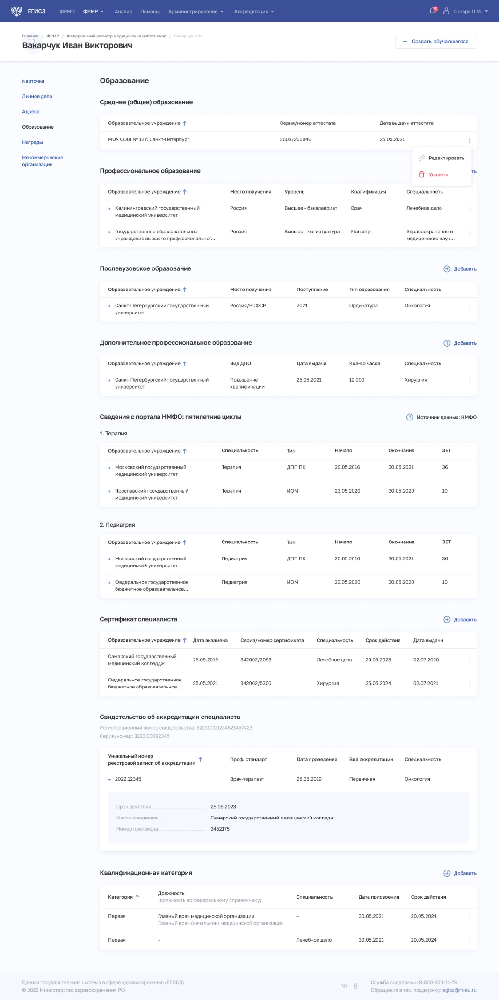 ЕГИСЗ ФРМО ФРМР Анализ Помощь Администрирование Аккредитация 5 Скнарь П.М.
Главная / ФРМР / Федеральный регистр медицинских работников / Вакарчук И.В.
Вакарчук Иван Викторович
+ Создать обучающегося
Карточка
Личное дело
Адреса
Образование
Награды
Некоммерческие
организации
Образование
Среднее (общее) образование
Образовательное учреждение Серия/номер аттестата Дата выдачи аттестата
МОУ СОШ № 12 г. Санкт-Петербург 2608/260046 25.05.2021
Редактировать
Удалить
Профессиональное образование
ть
Образовательное учреждение Место получения Уровень Квалификация Специальность
Калининградский государственный Россия Высшее - бакалавриат Врач Лечебное дело
медицинский университет
Государственное образовательное Россия Высшее - магистратура Магистр Здравоохранение и
учреждение высшего профессиональног... медицинские наук...
Послевузовское образование Добавить
Образовательное учреждение Место получения Поступление Тип образования Специальность
Санкт-Петербургский государственный Россия/РСФСР 2021 Ординатура Онкология
университет
Дополнительное профессиональное образование Добавить
Образовательное учреждение Вид ДПО Дата выдачи Кол-во часов Специальность
Санкт-Петербургский государственный Повышение 25.05.2021 12 000 Хирургия
университет квалификации
Сведения с портала НМФО: пятилетние циклы ? Источник данных: НМФО
1. Терапия
Образовательное учреждение Специальность Тип Начало Окончание ЗЕТ
Московский государственный Терапия ДПП ПК 20.05.2016 30.05.2021 36
медицинский университет
Ярославский государственный Терапия ИОМ 23.05.2020 30.05.2020 10
медицинский университет
2. Педиатрия
Образовательное учреждение Специальность Тип Начало Окончание ЗЕТ
Московский государственный Педиатрия ДПП ПК 20.05.2016 30.05.2021 36
медицинский университет
Федеральное государственное Педиатрия ИОМ 23.05.2020 30.05.2020 10
бюджетное образовательное...
Сертификат специалиста Добавить
Образовательное учреждение Дата экзамена Серия/номер сертификата Специальность Срок действия Дата выдачи
Самарский государственный
медицинский колледдж 25.05.2019 342002/2093 Лечебное дело 25.05.2023 02.07.2020
Федеральное государственное
бюджетное образовательное... 25.05.2021 342002/5300 Хирургия 25.05.2024 02.07.2021
Свидетельство об аккредитации специалиста
Регистрационный номер свидетельства: 32230009234521457423
Серия/номер: 3223 00092345
Уникальный номер
реестровой записи об аккредитации Проф. стандарт Дата проведения Вид аккредитации Специальность
2022.12345 Врач-терапевт 25.05.2019 Первичная Онкология
Срок действия 25.05.2023
Место прведения Самарский государственный медицинский колледж
Номер протокола 3452175
Квалификационная категория Добавить
Категория Должность Специальность Дата присвоения Срок действия
(должность по федеральному справочнику)
Первая Главный врач медицинской организации – 30.05.2021 20.05.2024
Главный врач (начальник) медицинской организации
Первая – Лечебное дело 30.05.2021 20.05.2024
Единая государственная система в сфере здравоохранения (ЕГИСЗ)
© 2022 Министерство здравоохранения РФ
Служба поддержки: 8-800-500-74-78
Обращение в тех. поддержку: egisz@rt-eu.ru